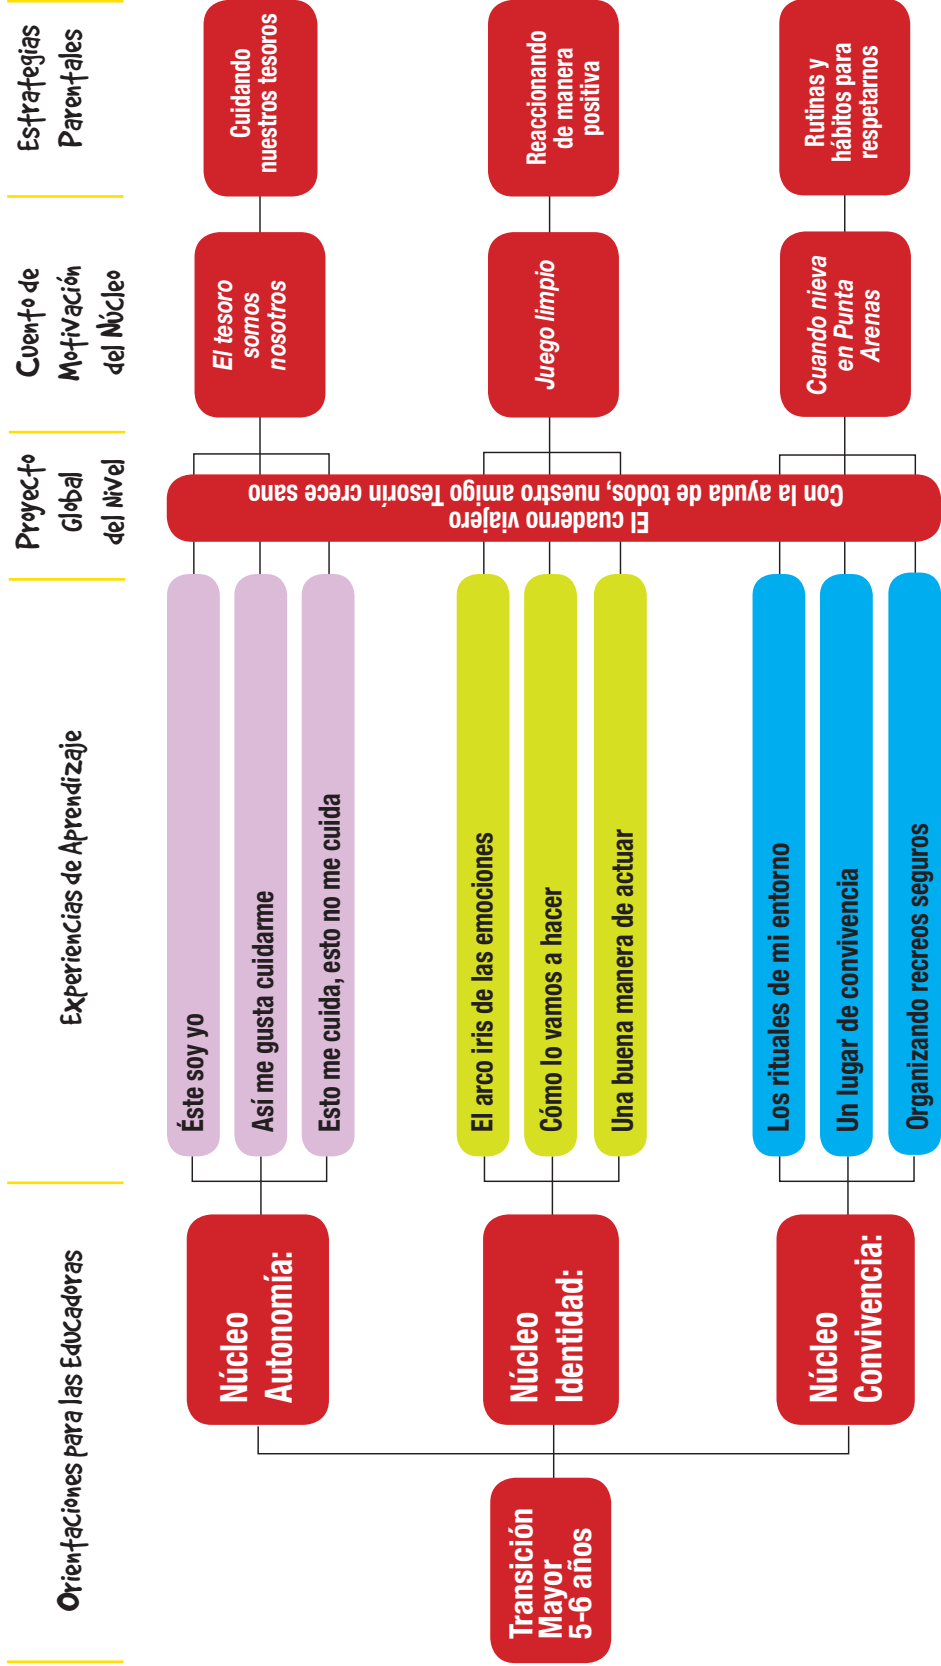 Orientaciones para las Educadoras
Experiencias de Aprendizaje
Proyecto
Global
del Nivel
Cuento de
Motivación
del Núcleo
Estrategias
Parentales
Transición
Mayor
5-6 años
Núcleo
Autonomía:
Éste soy yo
Así me gusta cuidarme
Esto me cuida, esto no me cuida
El tesoro
somos
nosotros
Cuidando
nuestros tesoros
Núcleo
Identidad:
El arco iris de las emociones
Cómo lo vamos a hacer
Una buena manera de actuar
El cuaderno viajero
Con la ayuda de todos, nuestro amigo Tesorín crece sano
Juego limpio
Reaccionando
de manera
positiva
Núcleo
Convivencia:
Los rituales de mi entorno
Un lugar de convivencia
Organizando recreos seguros
Cuando nieva
en Punta
Arenas
Rutinas y
hábitos para
respetarnos